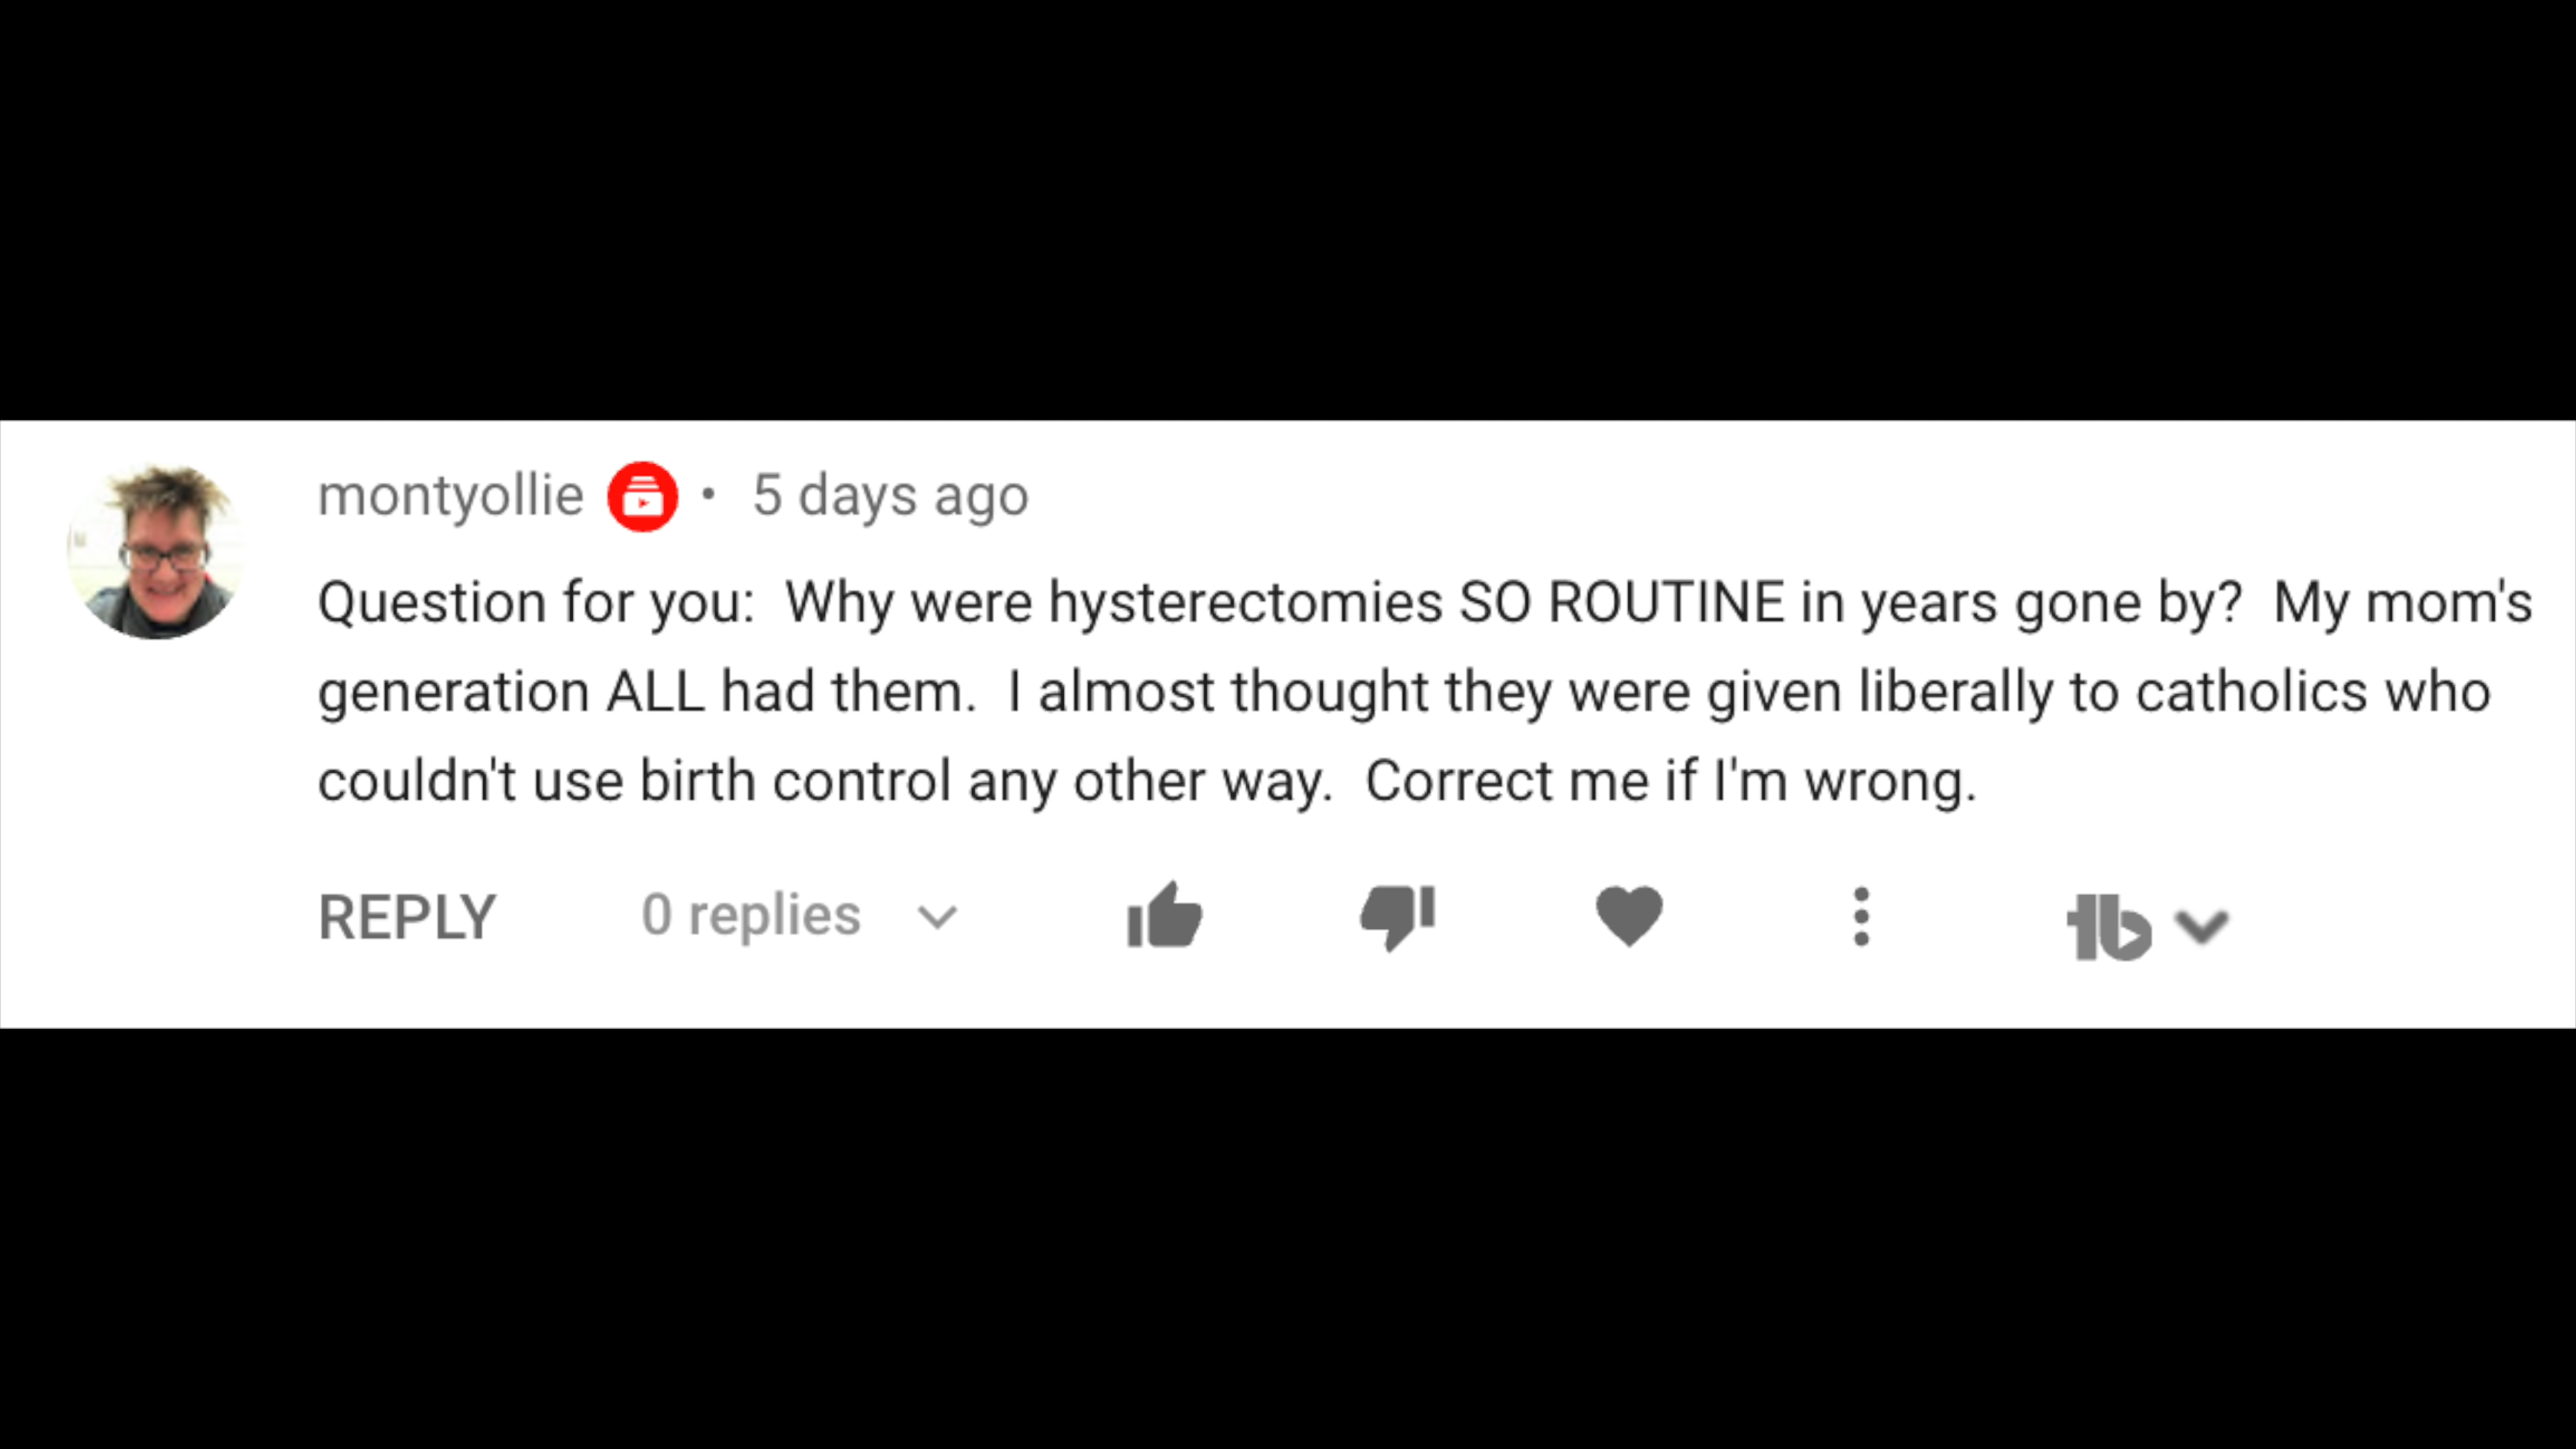 montyollie • 5 days ago
Question for you:  Why were hysterectomies SO ROUTINE in years gone by?  My mom's
generation ALL had them.  I almost thought they were given liberally to catholics who
couldn't use birth control any other way.  Correct me if I'm wrong.
REPLY 0 replies tb